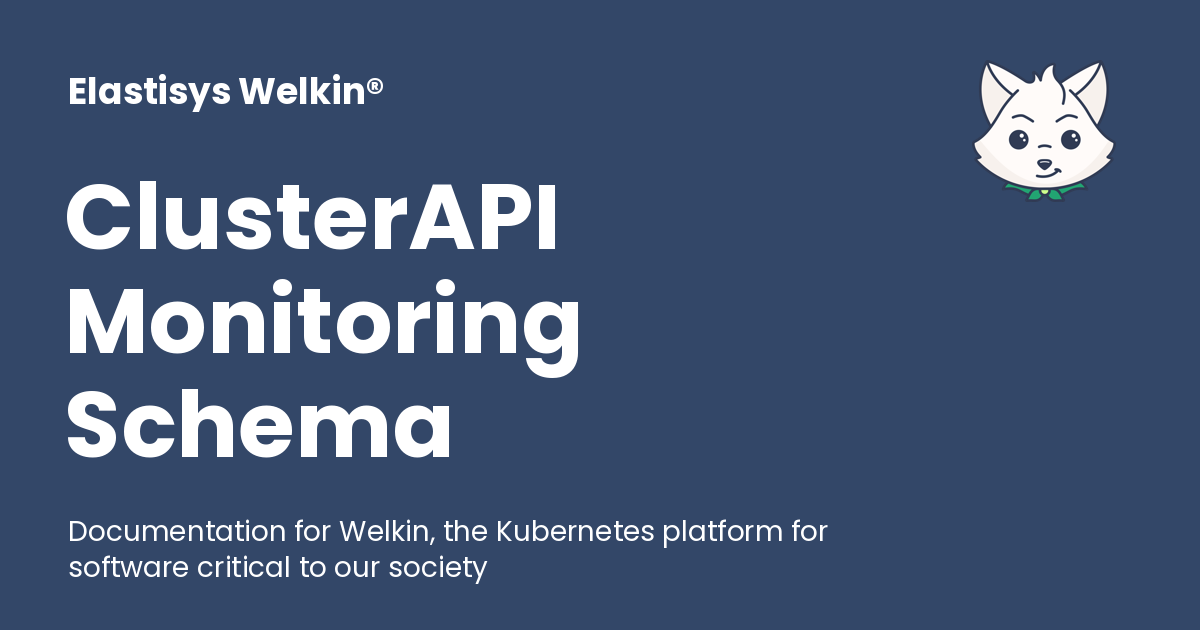 Elastisys Welkin®
ClusterAPI
Monitoring
Schema
Documentation for Welkin, the Kubernetes platform for
software critical to our society